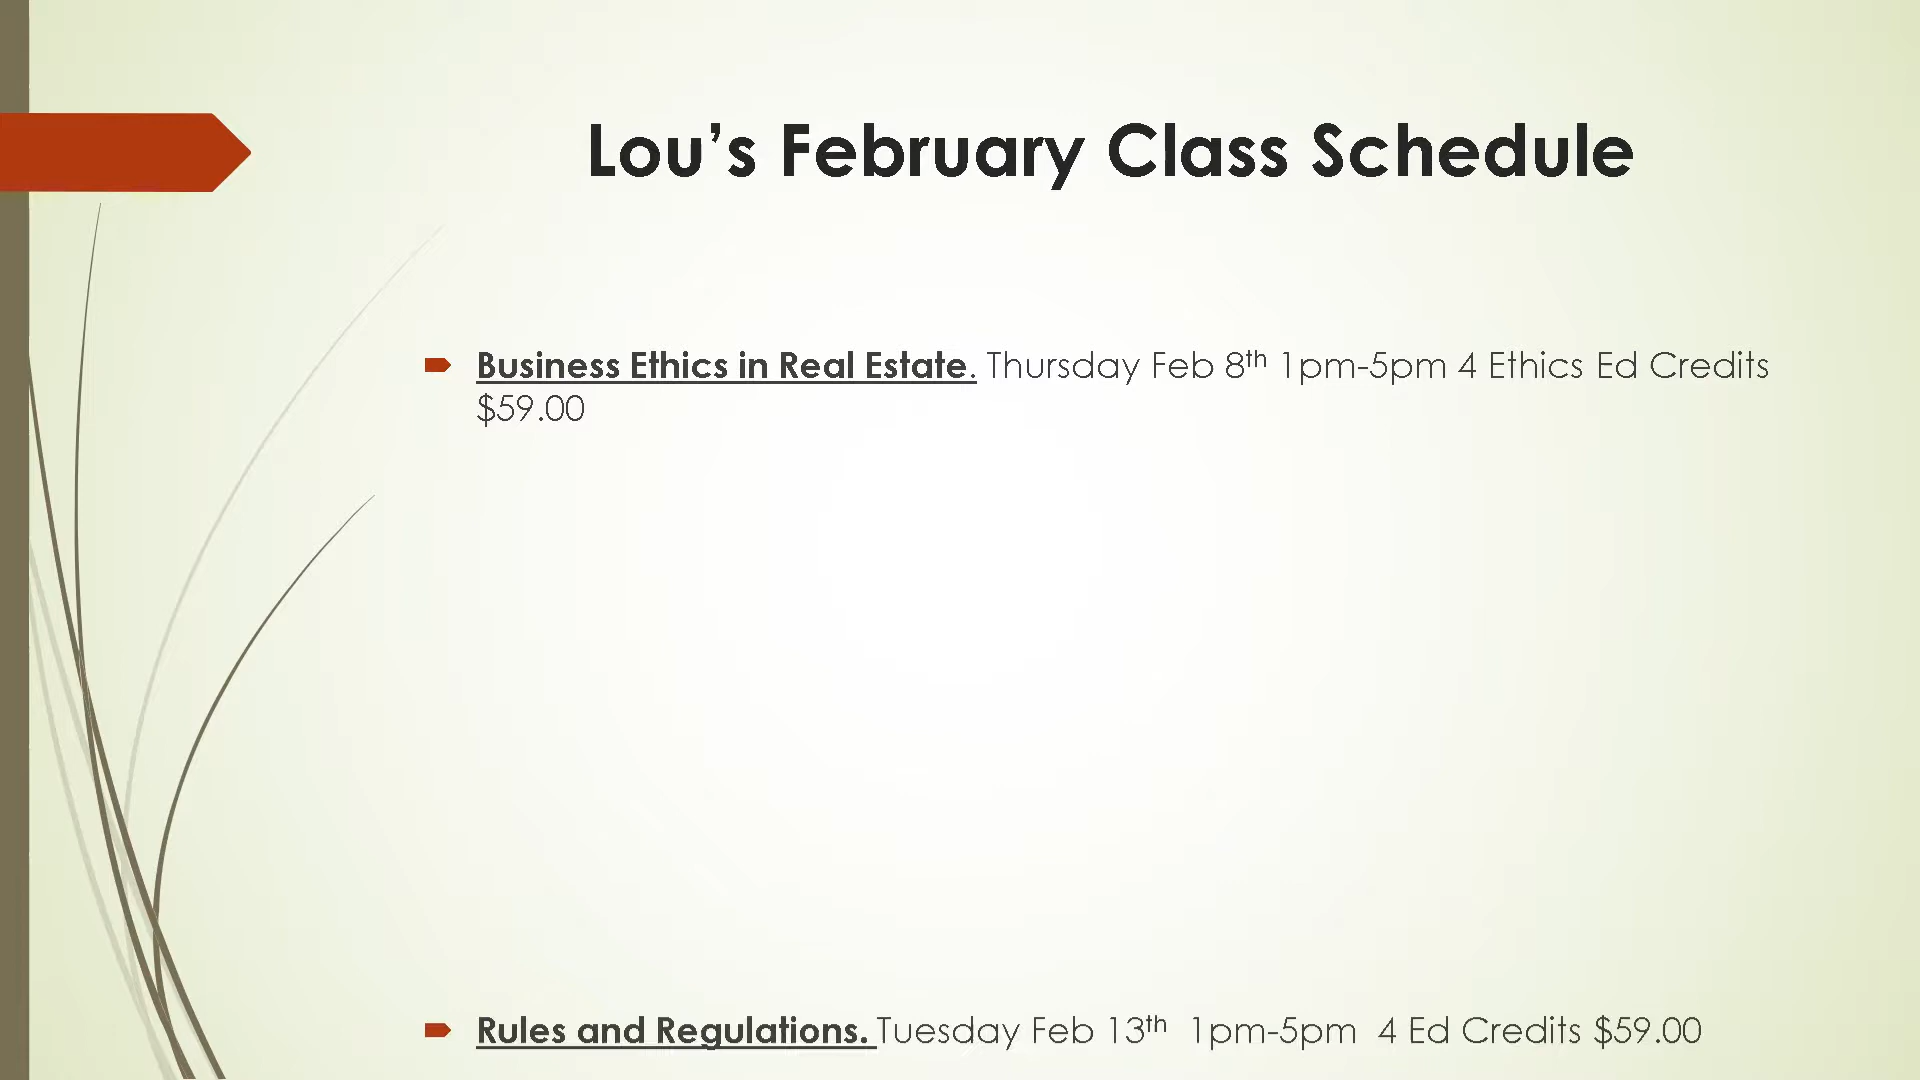 Lou’s February Class Schedule
Business Ethics in Real Estate. Thursday Feb 8th 1pm-5pm 4 Ethics Ed Credits
$59.00
Rules and Regulations. Tuesday Feb 13th  1pm-5pm  4 Ed Credits $59.00